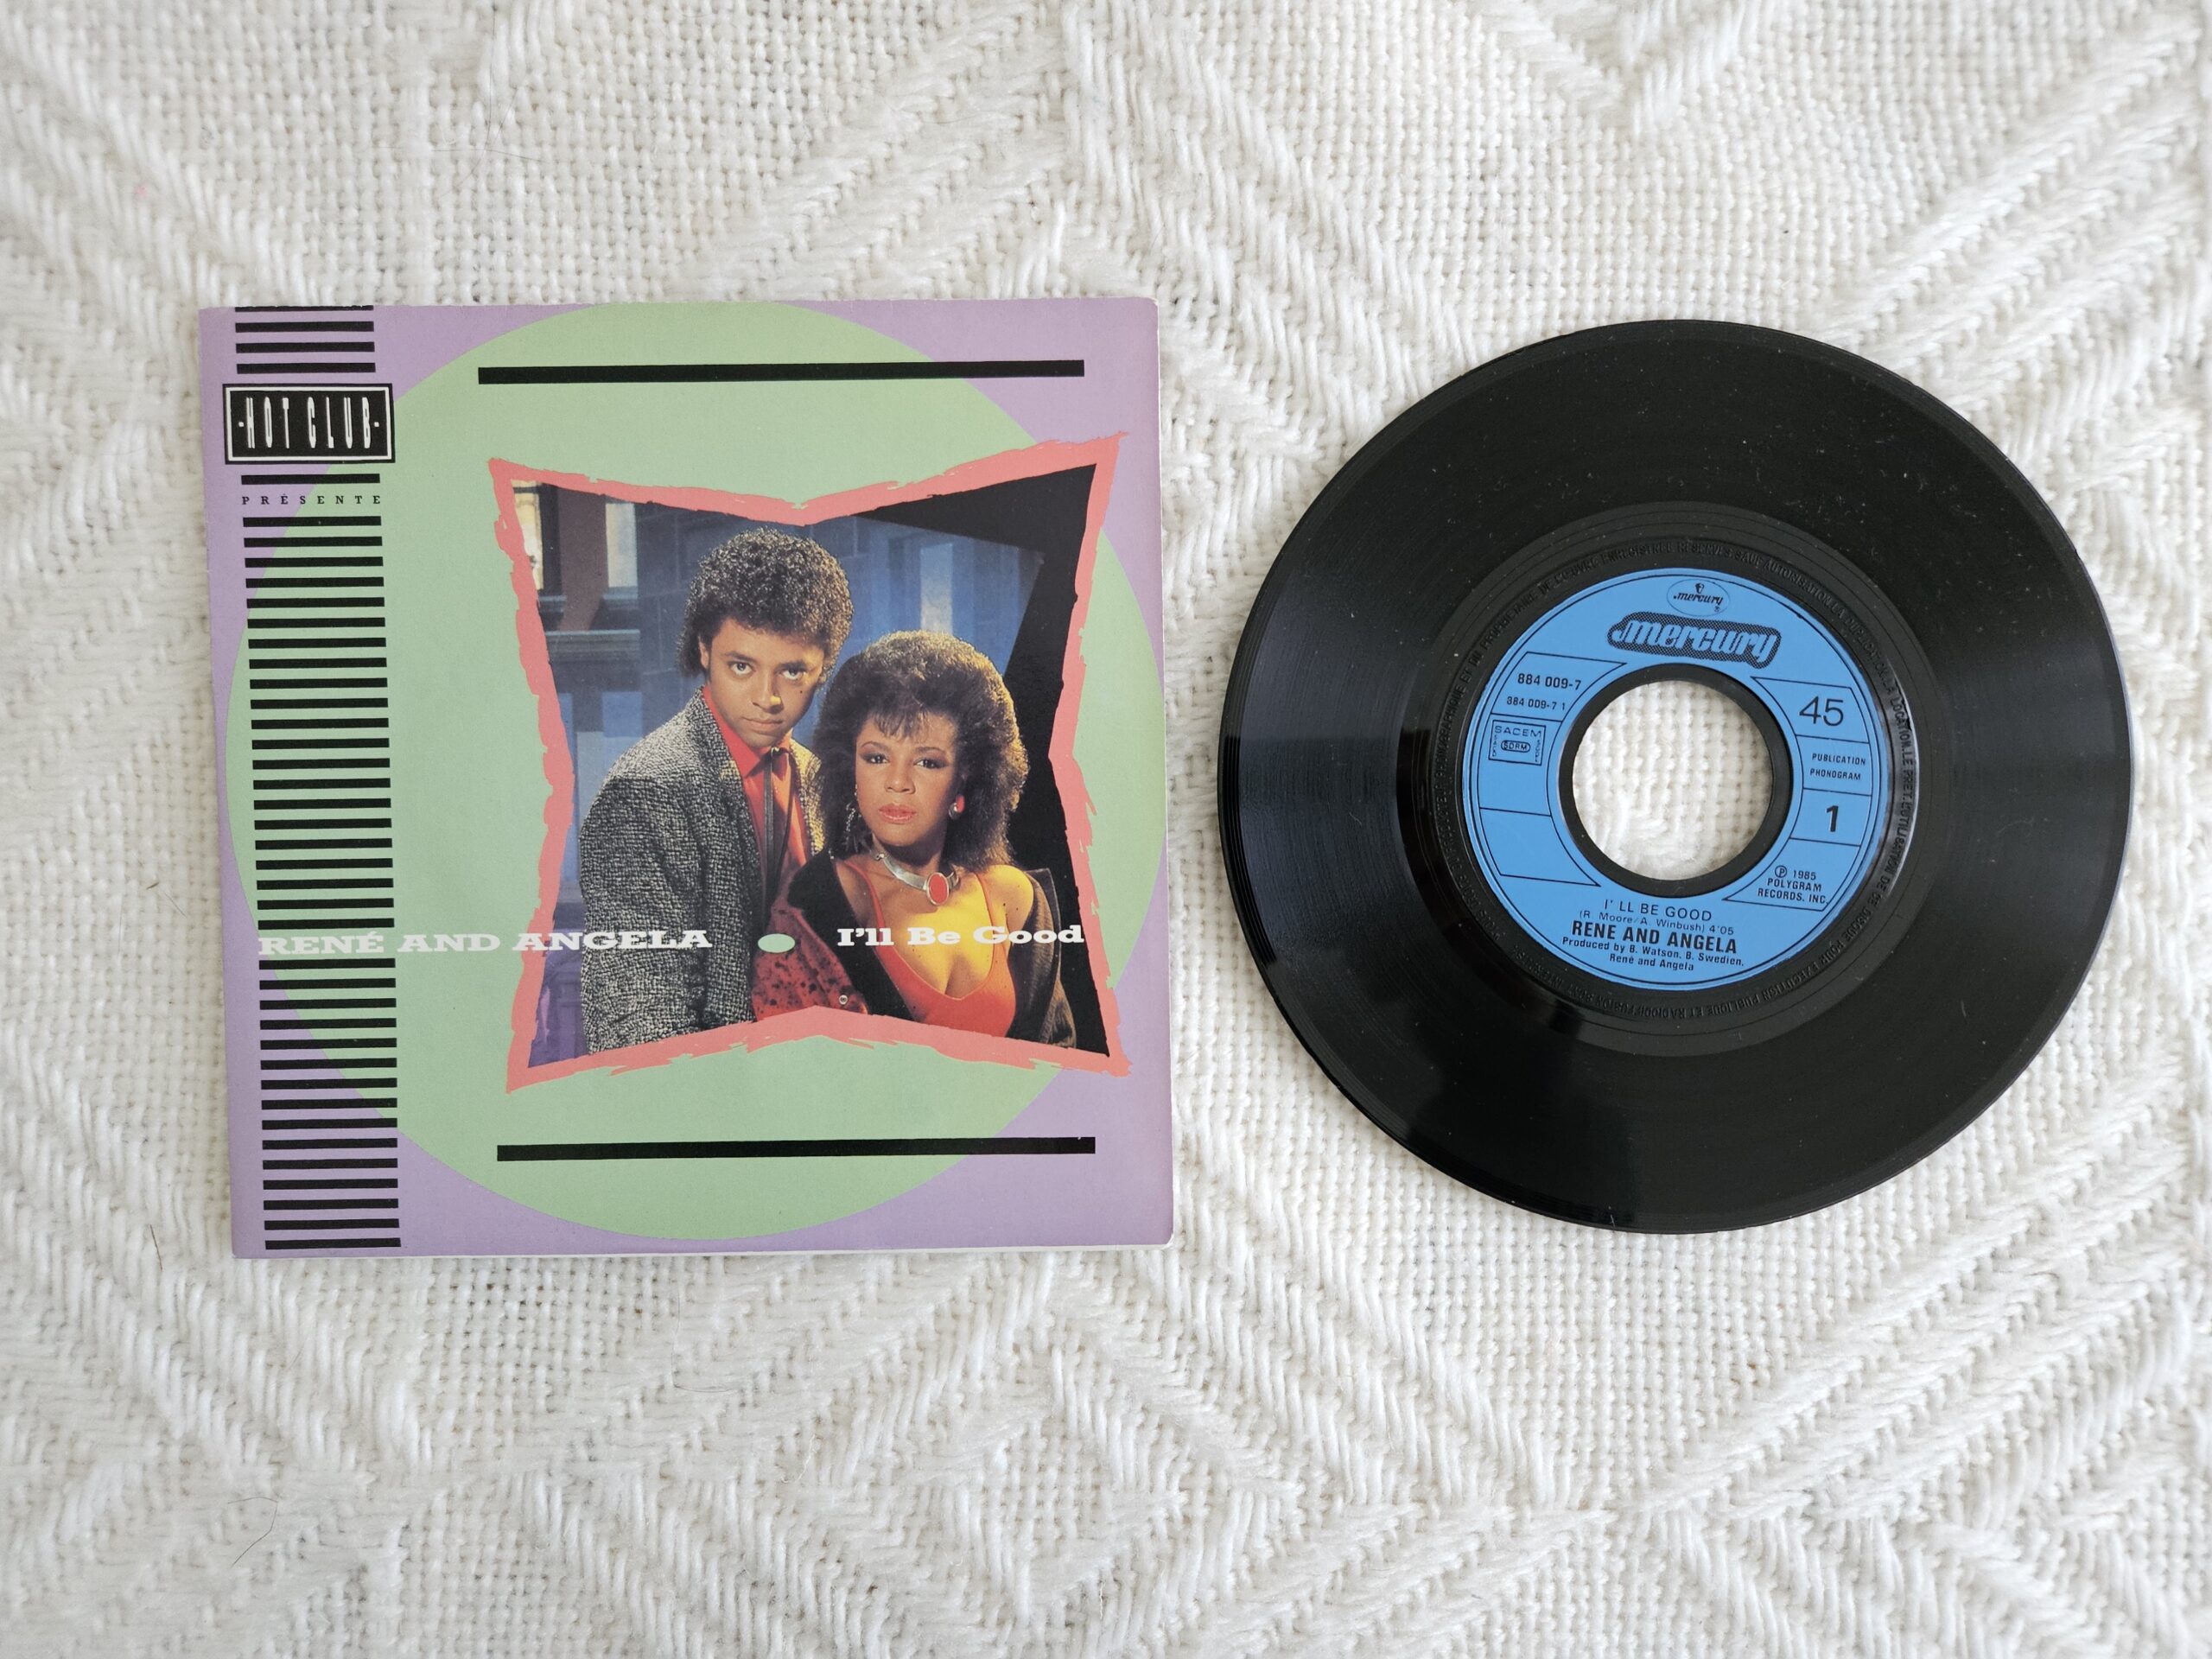 ·HOT CLUB·
PRÉSENTE
RENÉ AND ANGELA
I'll Be Good
mercury
mercury
884 009-7
384 009-7 1
SACEM
SDRM
45
PUBLICATION
PHONOGRAM
1
℗ 1985
POLYGRAM
RECORDS, INC.
I' LL BE GOOD
(R. Moore/A. Winbush) 4'05
RENE AND ANGELA
Produced by B. Watson, B. Swedien,
René and Angela